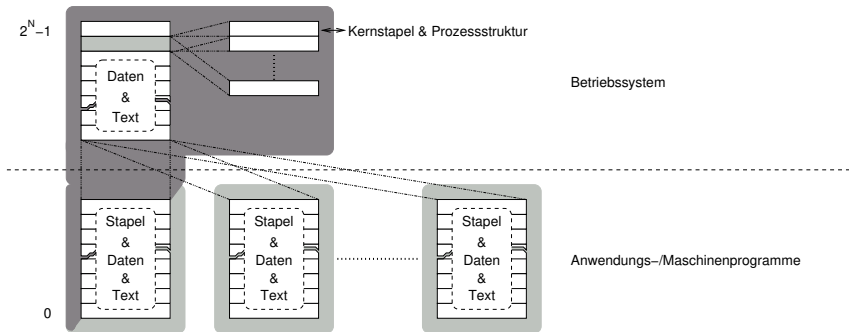 2^N−1
Kernstapel & Prozessstruktur
Daten
&
Text
Betriebssystem
Stapel
&
Daten
&
Text
Stapel
&
Daten
&
Text
Stapel
&
Daten
&
Text
Anwendungs−/Maschinenprogramme
0